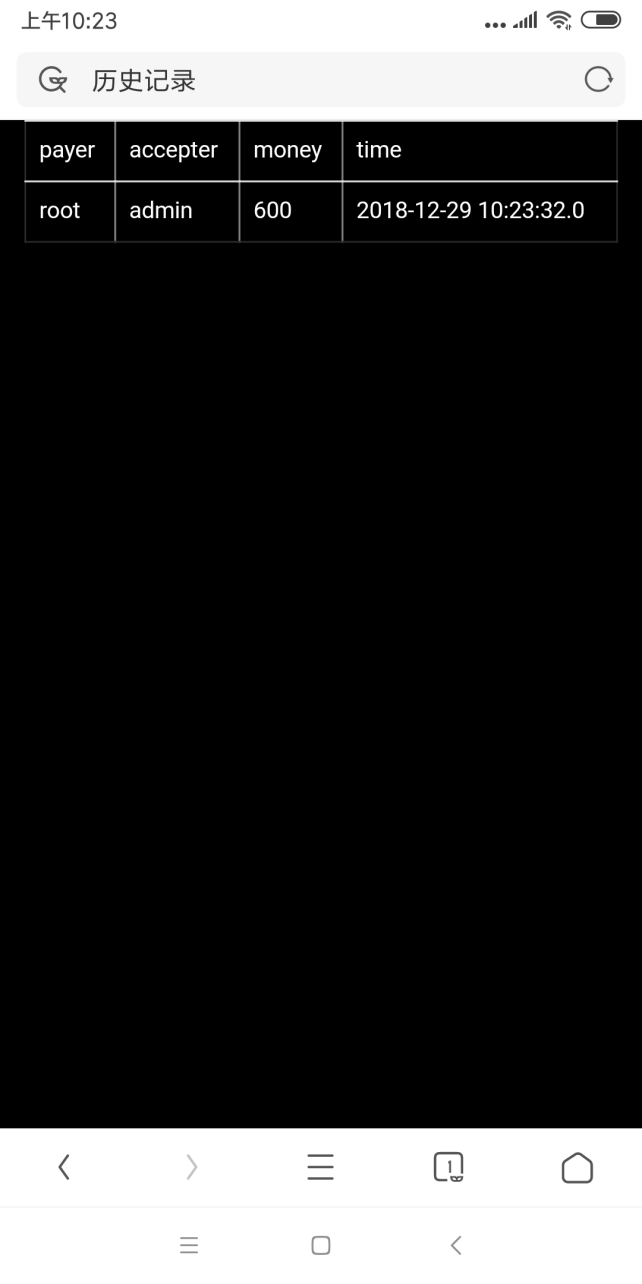 上午10:23
历史记录
payer accepter money time
root admin 600 2018-12-29 10:23:32.0
1